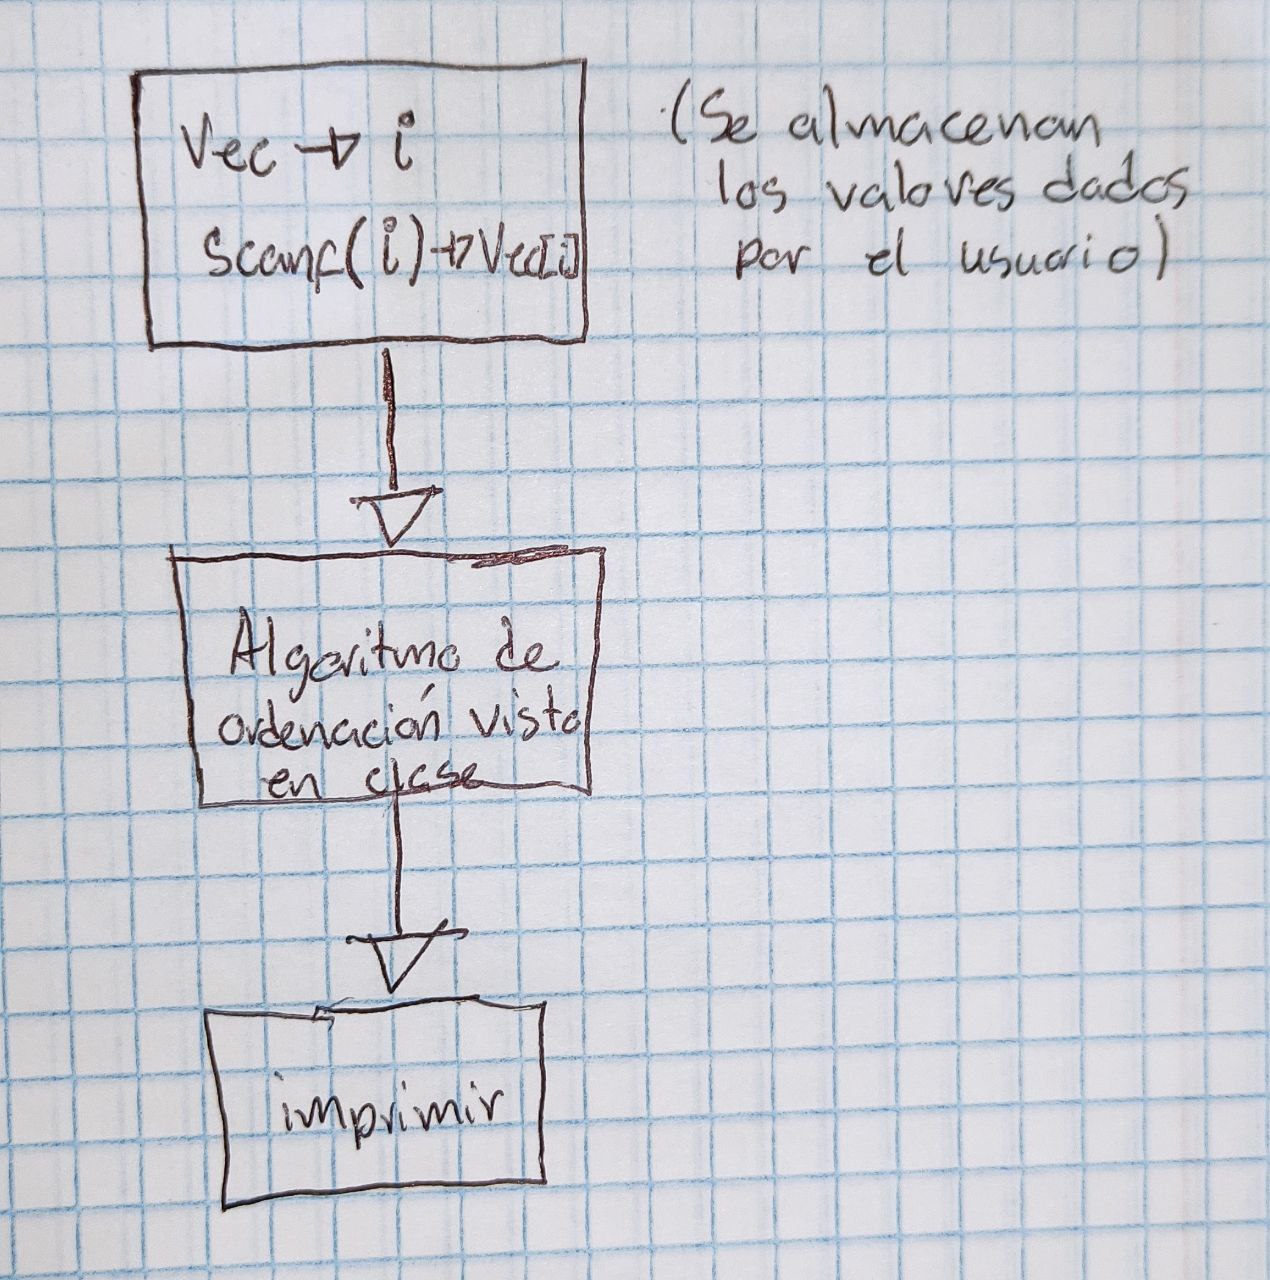 Vec → i
Scanf(i)→Vec[i]
(Se almacenan
los valores dados
por el usuario)
Algoritmo de
ordenación visto
en clase
imprimir